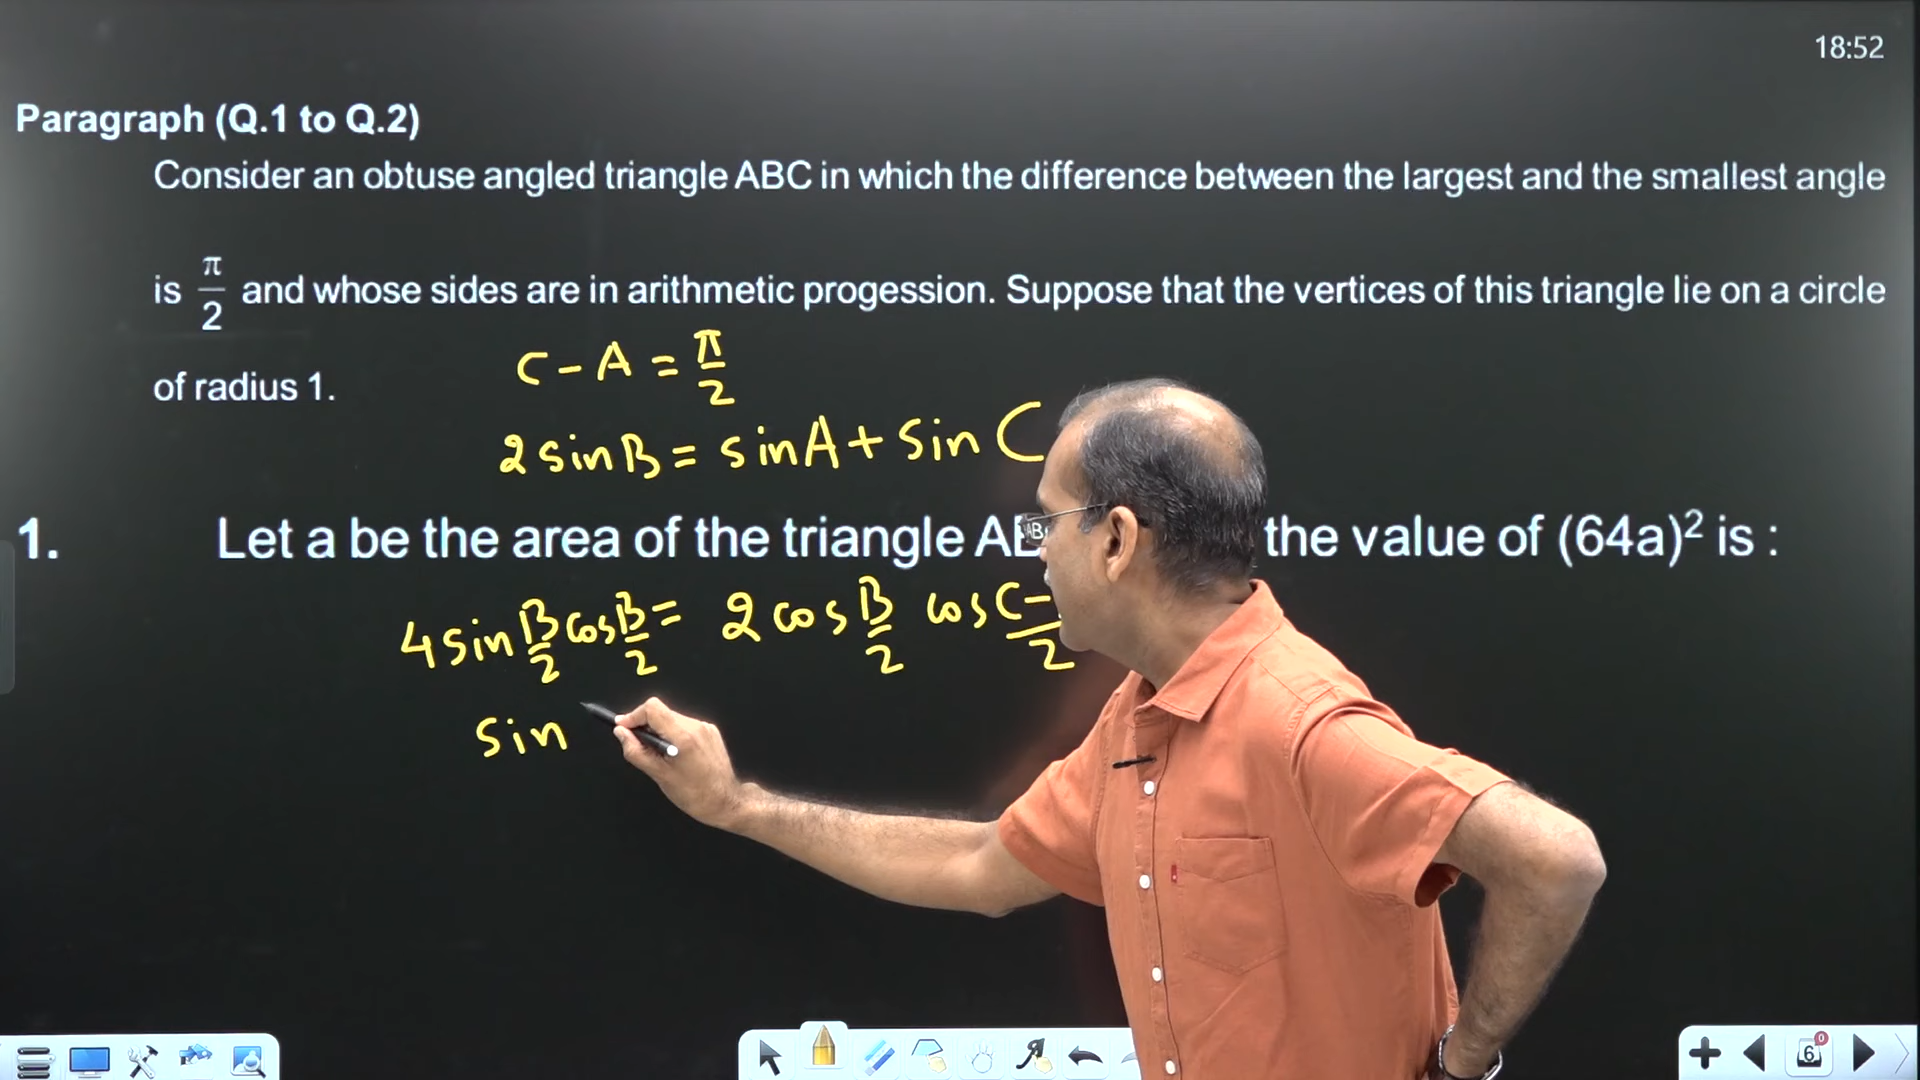 18:52
Paragraph (Q.1 to Q.2)
Consider an obtuse angled triangle ABC in which the difference between the largest and the smallest angle
is π/2 and whose sides are in arithmetic progession. Suppose that the vertices of this triangle lie on a circle
of radius 1.
C - A = π/2
2 sin B = sin A + sin C
1. Let a be the area of the triangle the value of (64a)² is :
4 sin B/2 cos B/2 = 2 cos B/2 cos C- /2
sin
6
0